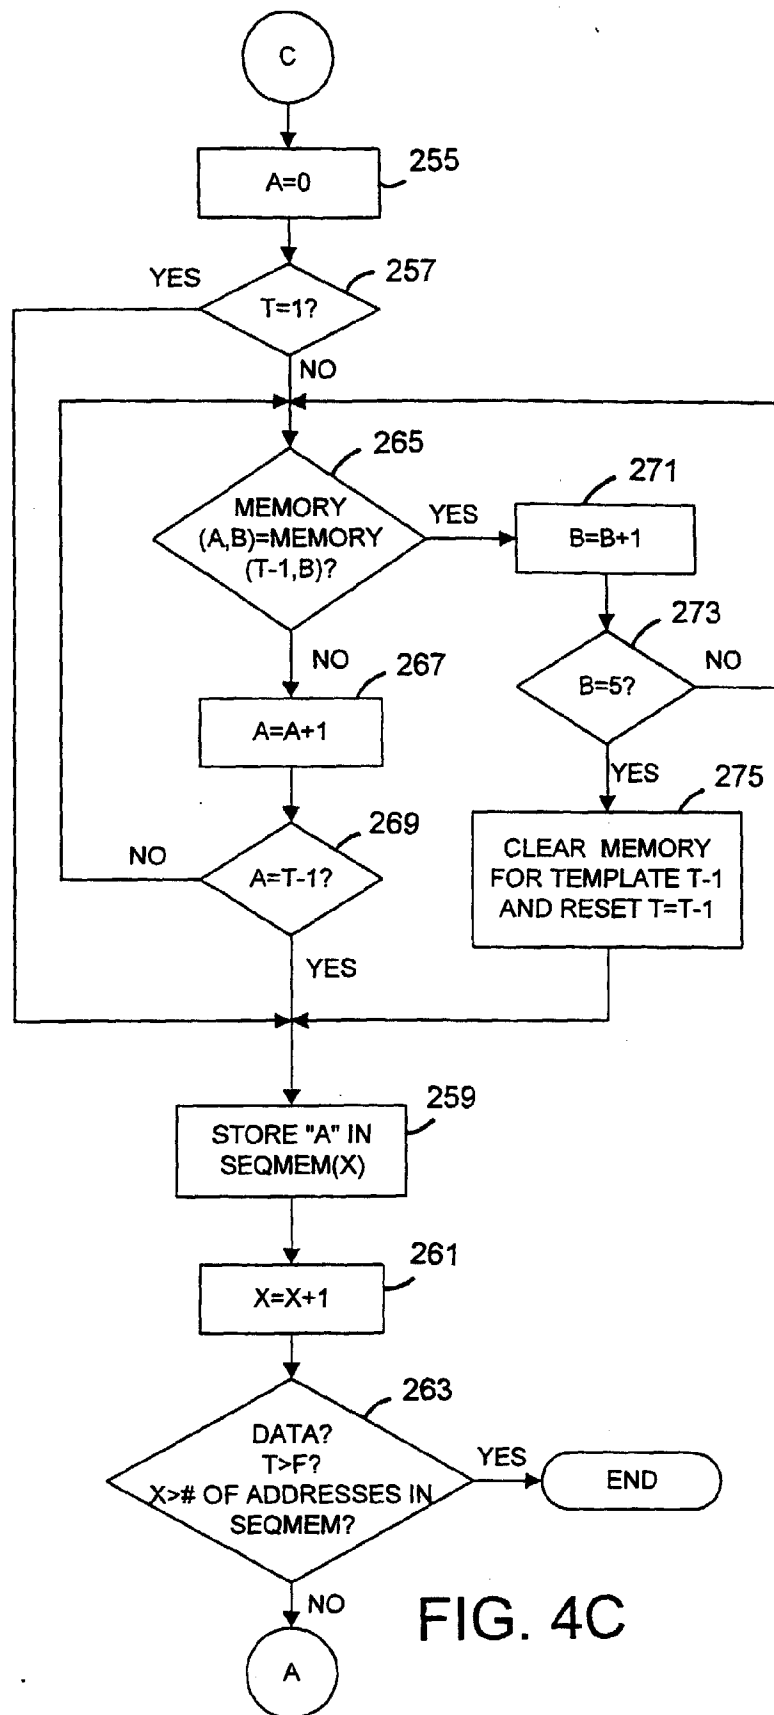 C
255
A=0
YES
257
T=1?
NO
265
271
MEMORY
(A,B)=MEMORY
(T-1,B)?
YES
B=B+1
273
NO
NO
267
B=5?
A=A+1
YES
275
269
CLEAR MEMORY
FOR TEMPLATE T-1
AND RESET T=T-1
NO
A=T-1?
YES
259
STORE "A" IN
SEQMEM(X)
261
X=X+1
263
DATA?
T>F?
X># OF ADDRESSES IN
SEQMEM?
YES
END
NO
FIG. 4C
A